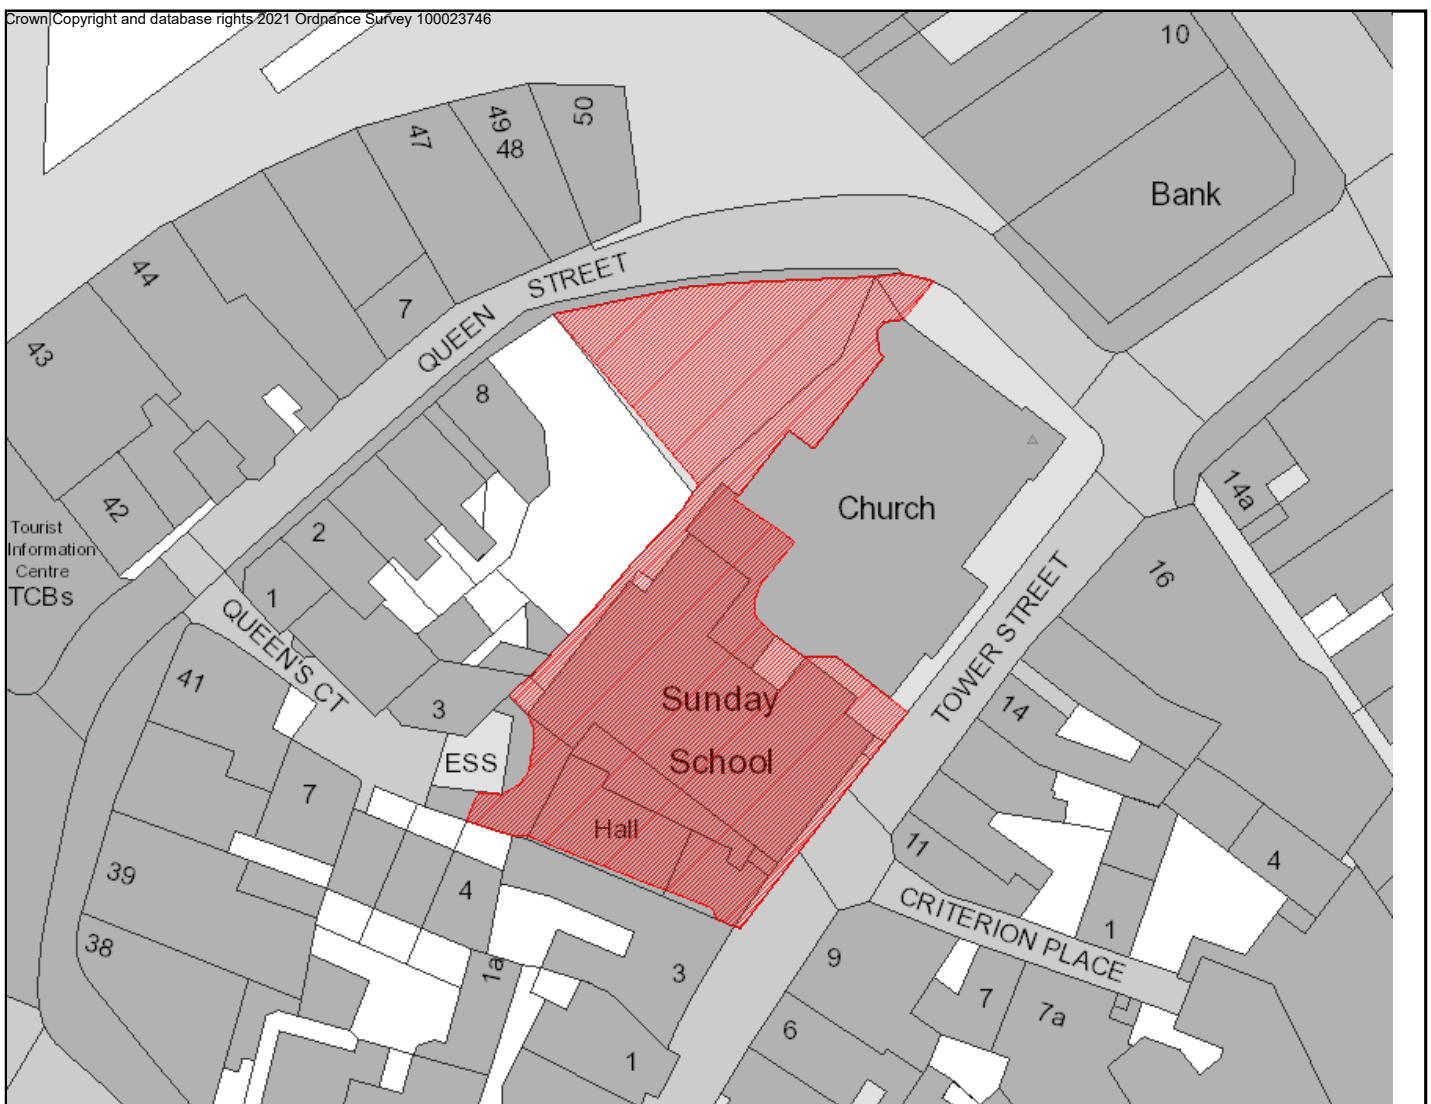 Crown Copyright and database rights 2021 Ordnance Survey 100023746
10
50
49
48
47
Bank
44
QUEEN STREET
7
43
8
14a
42
2
Church
Tourist
Information
Centre
TCBs
16
1
QUEEN'S CT
TOWER STREET
41
3
Sunday
School
14
ESS
7
Hall
11
4
39
4
CRITERION PLACE
1
38
9
1a
3
7
7a
6
1